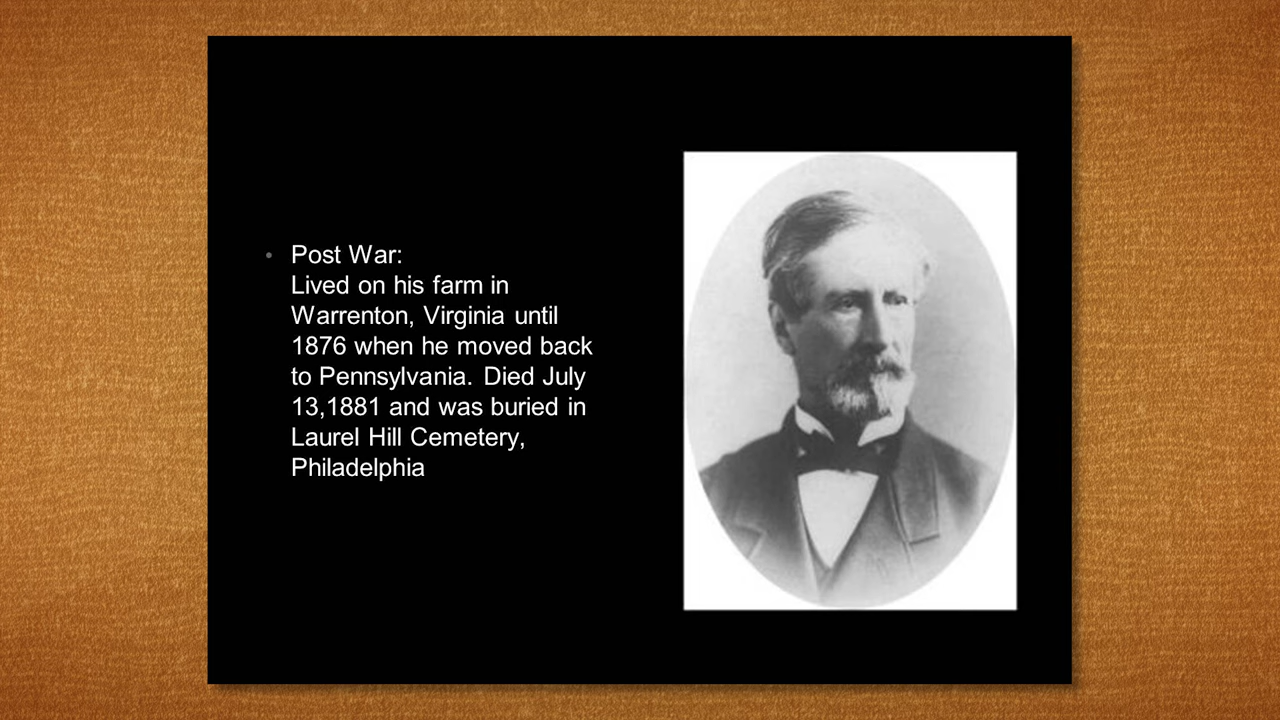 • Post War:
Lived on his farm in
Warrenton, Virginia until
1876 when he moved back
to Pennsylvania. Died July
13,1881 and was buried in
Laurel Hill Cemetery,
Philadelphia